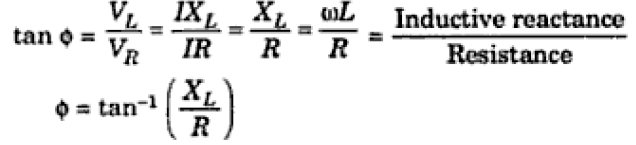 tan ϕ = V_L / V_R = IX_L / IR = X_L / R = ωL / R = Inductive reactance / Resistance
ϕ = tan⁻¹ (X_L / R)